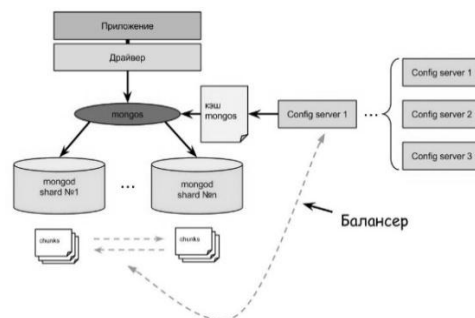 Приложение
Драйвер
mongos
кэш
mongos
Config server 1
...
Config server 1
Config server 2
Config server 3
mongod
shard №1
...
mongod
shard №n
chunks
chunks
Балансер